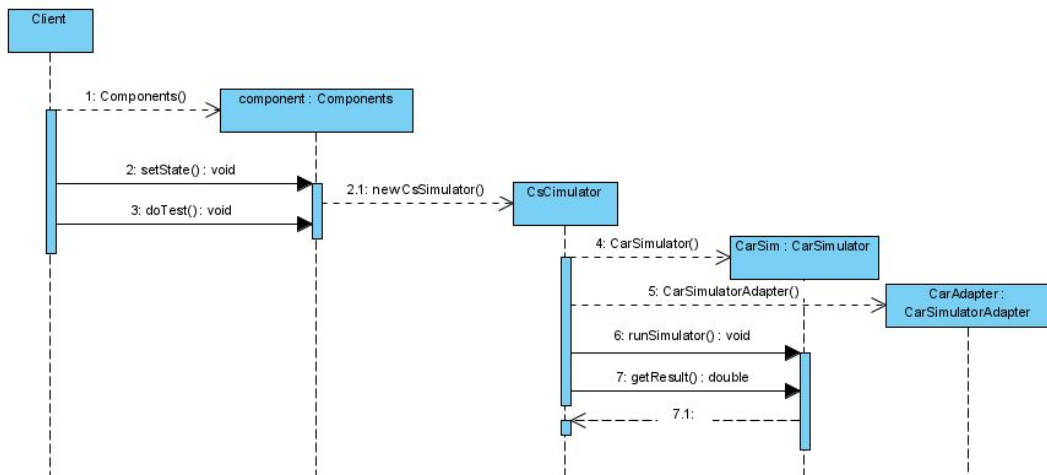 Client
1: Components()
component : Components
2: setState() : void
2.1: newCsSimulator()
CsCimulator
3: doTest() : void
4: CarSimulator()
CarSim : CarSimulator
5: CarSimulatorAdapter()
CarAdapter :
CarSimulatorAdapter
6: runSimulator() : void
7: getResult() : double
7.1: